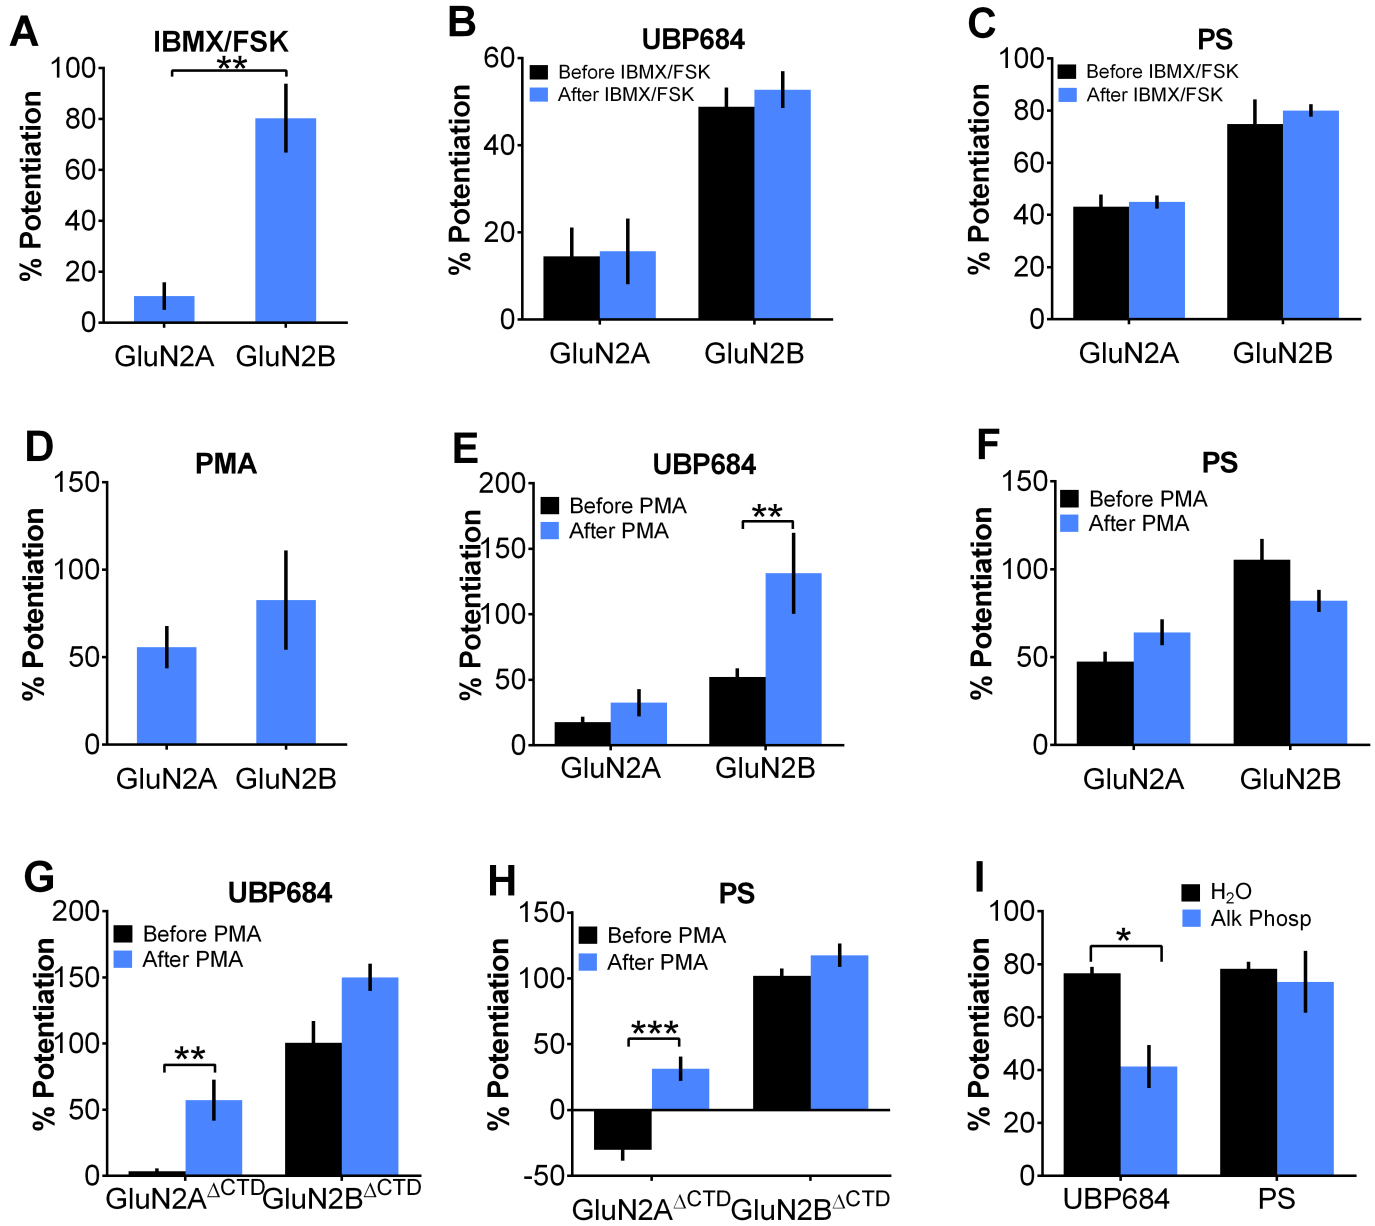 A
IBMX/FSK
**
% Potentiation
100
80
60
40
20
0
GluN2A GluN2B
B
UBP684
Before IBMX/FSK
After IBMX/FSK
% Potentiation
60
40
20
0
GluN2A GluN2B
C
PS
Before IBMX/FSK
After IBMX/FSK
% Potentiation
100
80
60
40
20
0
GluN2A GluN2B
D
PMA
% Potentiation
150
100
50
0
GluN2A GluN2B
E
UBP684
Before PMA
After PMA
**
% Potentiation
200
150
100
50
0
GluN2A GluN2B
F
PS
Before PMA
After PMA
% Potentiation
150
100
50
0
GluN2A GluN2B
G
UBP684
Before PMA
After PMA
**
% Potentiation
200
150
100
50
0
GluN2AΔCTD GluN2BΔCTD
H
PS
Before PMA
After PMA
***
% Potentiation
150
100
50
0
-50
GluN2AΔCTD GluN2BΔCTD
I
H₂O
Alk Phosp
*
% Potentiation
100
80
60
40
20
0
UBP684 PS